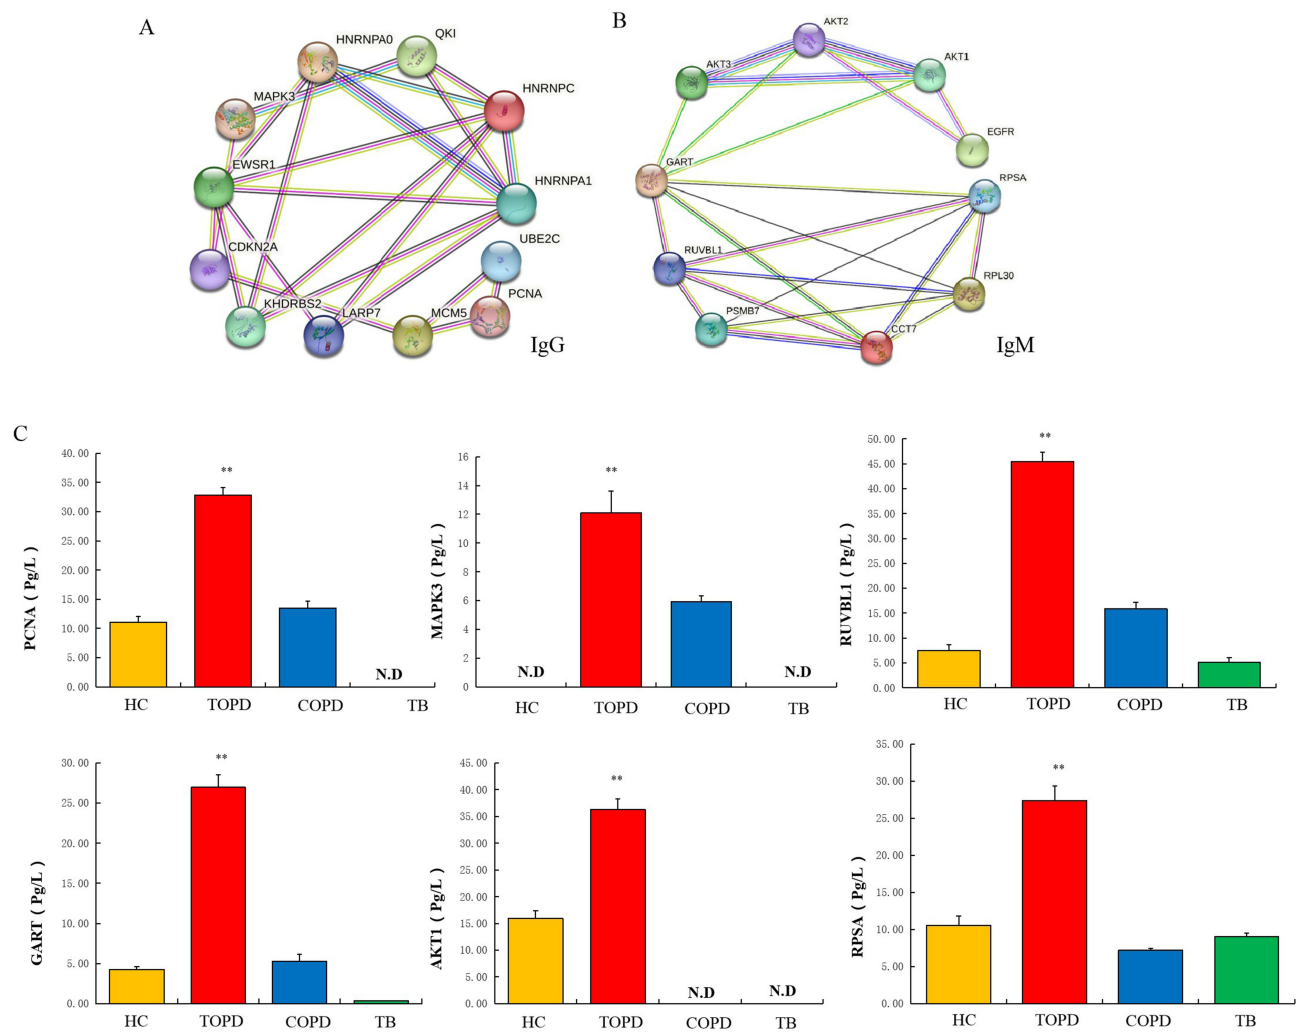 A
HNRNPA0
QKI
HNRNPC
MAPK3
EWSR1
HNRNPA1
CDKN2A
UBE2C
KHDRBS2
LARP7
MCM5
PCNA
IgG
B
AKT2
AKT3
AKT1
EGFR
GART
RPSA
RUVBL1
RPL30
PSMB7
CCT7
IgM
C
PCNA ( Pg/L )
40.00
35.00
30.00
25.00
20.00
15.00
10.00
5.00
0.00
**
N.D
HC TOPD COPD TB
MAPK3 ( Pg/L )
16
14
12
10
8
6
4
2
0
**
N.D
N.D
HC TOPD COPD TB
RUVBL1 ( Pg/L )
50.00
45.00
40.00
35.00
30.00
25.00
20.00
15.00
10.00
5.00
0.00
**
HC TOPD COPD TB
GART ( Pg/L )
30.00
25.00
20.00
15.00
10.00
5.00
0.00
**
HC TOPD COPD TB
AKT1 ( Pg/L )
45.00
40.00
35.00
30.00
25.00
20.00
15.00
10.00
5.00
0.00
**
N.D
N.D
HC TOPD COPD TB
RPSA ( Pg/L )
35.00
30.00
25.00
20.00
15.00
10.00
5.00
0.00
**
HC TOPD COPD TB